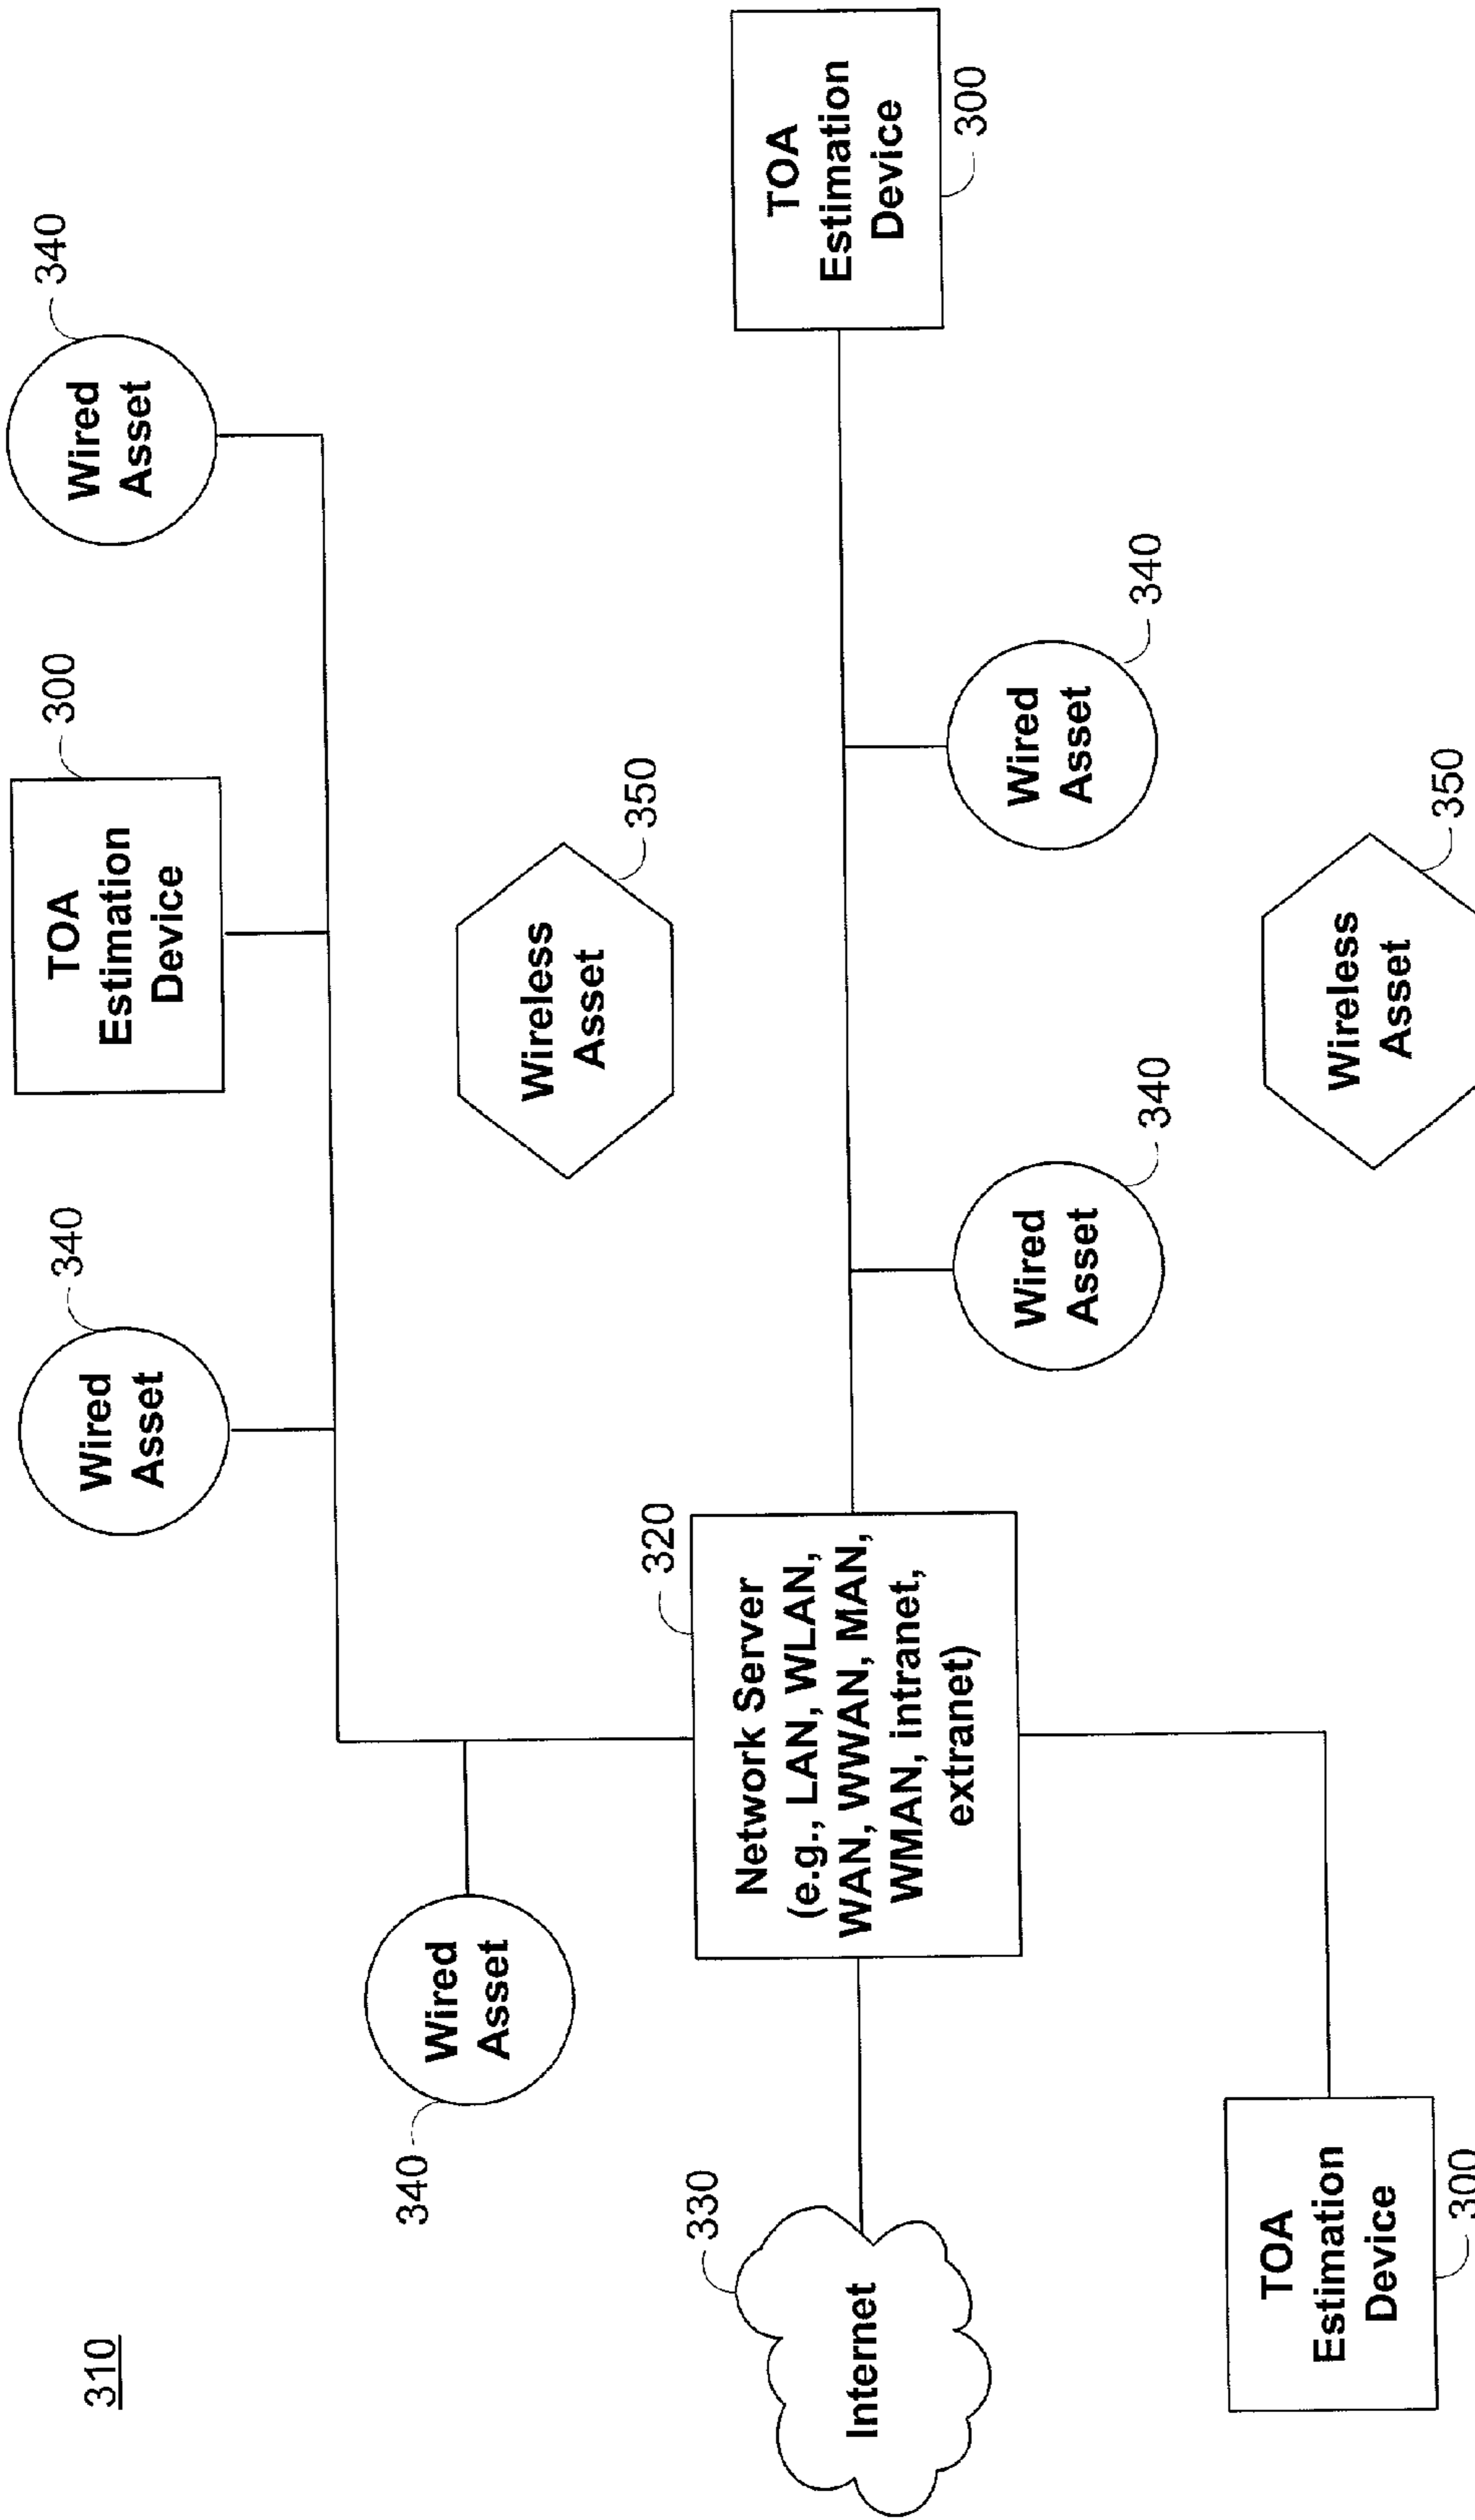 310
340
Wired
Asset
300
TOA
Estimation
Device
340
Wired
Asset
340
Wired
Asset
Wireless
Asset
350
330
Internet
320
Network Server
(e.g., LAN, WLAN,
WAN, WWAN, MAN,
WMAN, intranet,
extranet)
TOA
Estimation
Device
300
Wired
Asset
340
Wired
Asset
340
TOA
Estimation
Device
300
Wireless
Asset
350